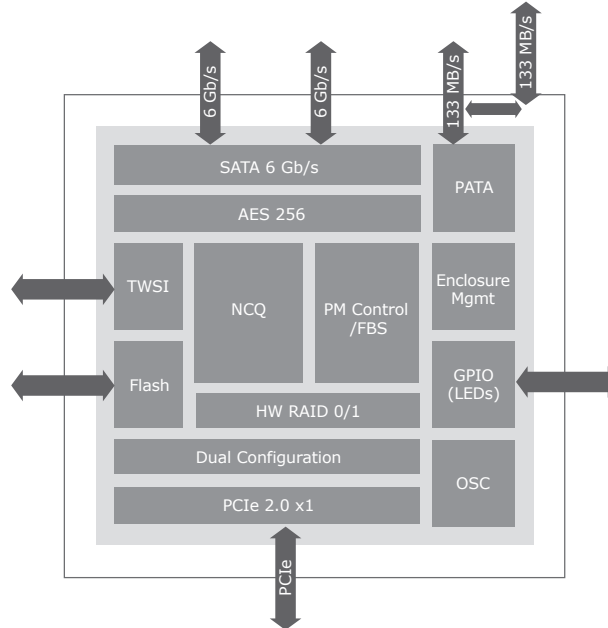 133 MB/s
6 Gb/s
6 Gb/s
133 MB/s
SATA 6 Gb/s
PATA
AES 256
TWSI
NCQ
PM Control
/FBS
Enclosure
Mgmt
Flash
GPIO
(LEDs)
HW RAID 0/1
Dual Configuration
OSC
PCIe 2.0 x1
PCIe